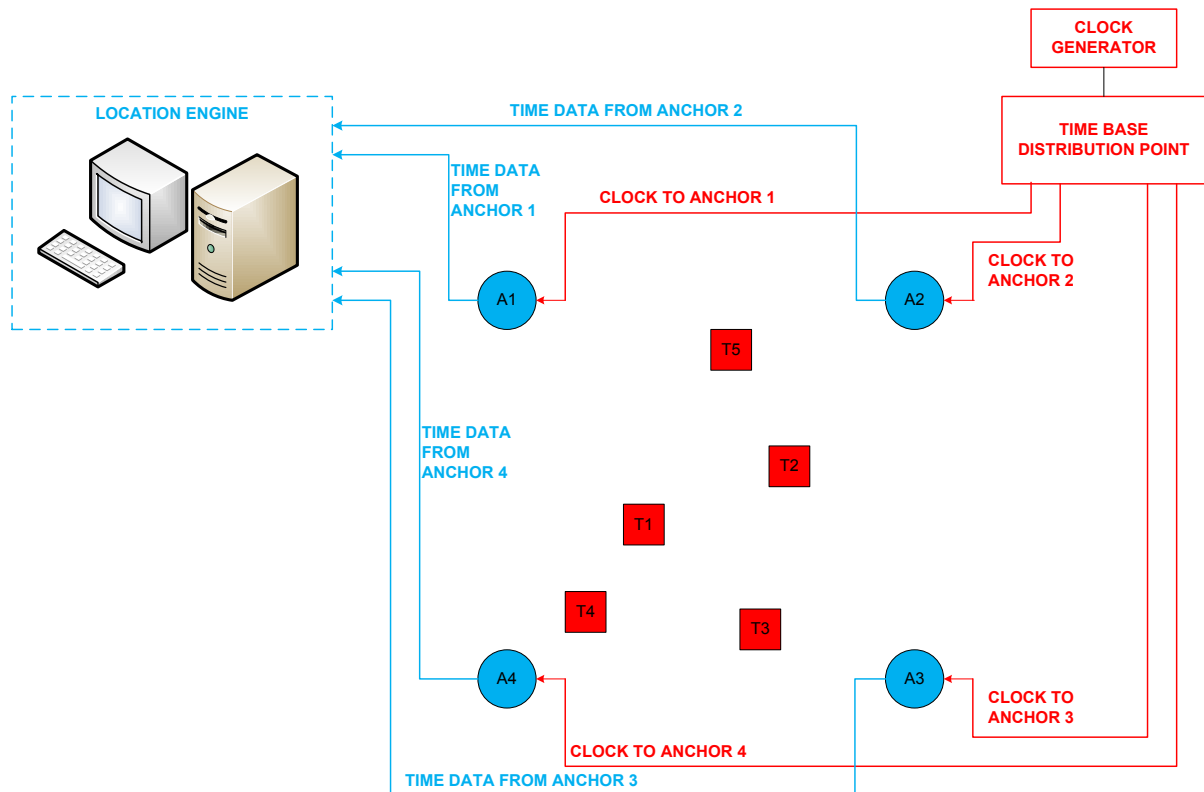 CLOCK
GENERATOR
LOCATION ENGINE
TIME DATA FROM ANCHOR 2
TIME BASE
DISTRIBUTION POINT
TIME DATA
FROM
ANCHOR 1
CLOCK TO ANCHOR 1
CLOCK TO
ANCHOR 2
A1
A2
T5
TIME DATA
FROM
ANCHOR 4
T2
T1
T4
T3
A4
A3
CLOCK TO
ANCHOR 3
CLOCK TO ANCHOR 4
TIME DATA FROM ANCHOR 3